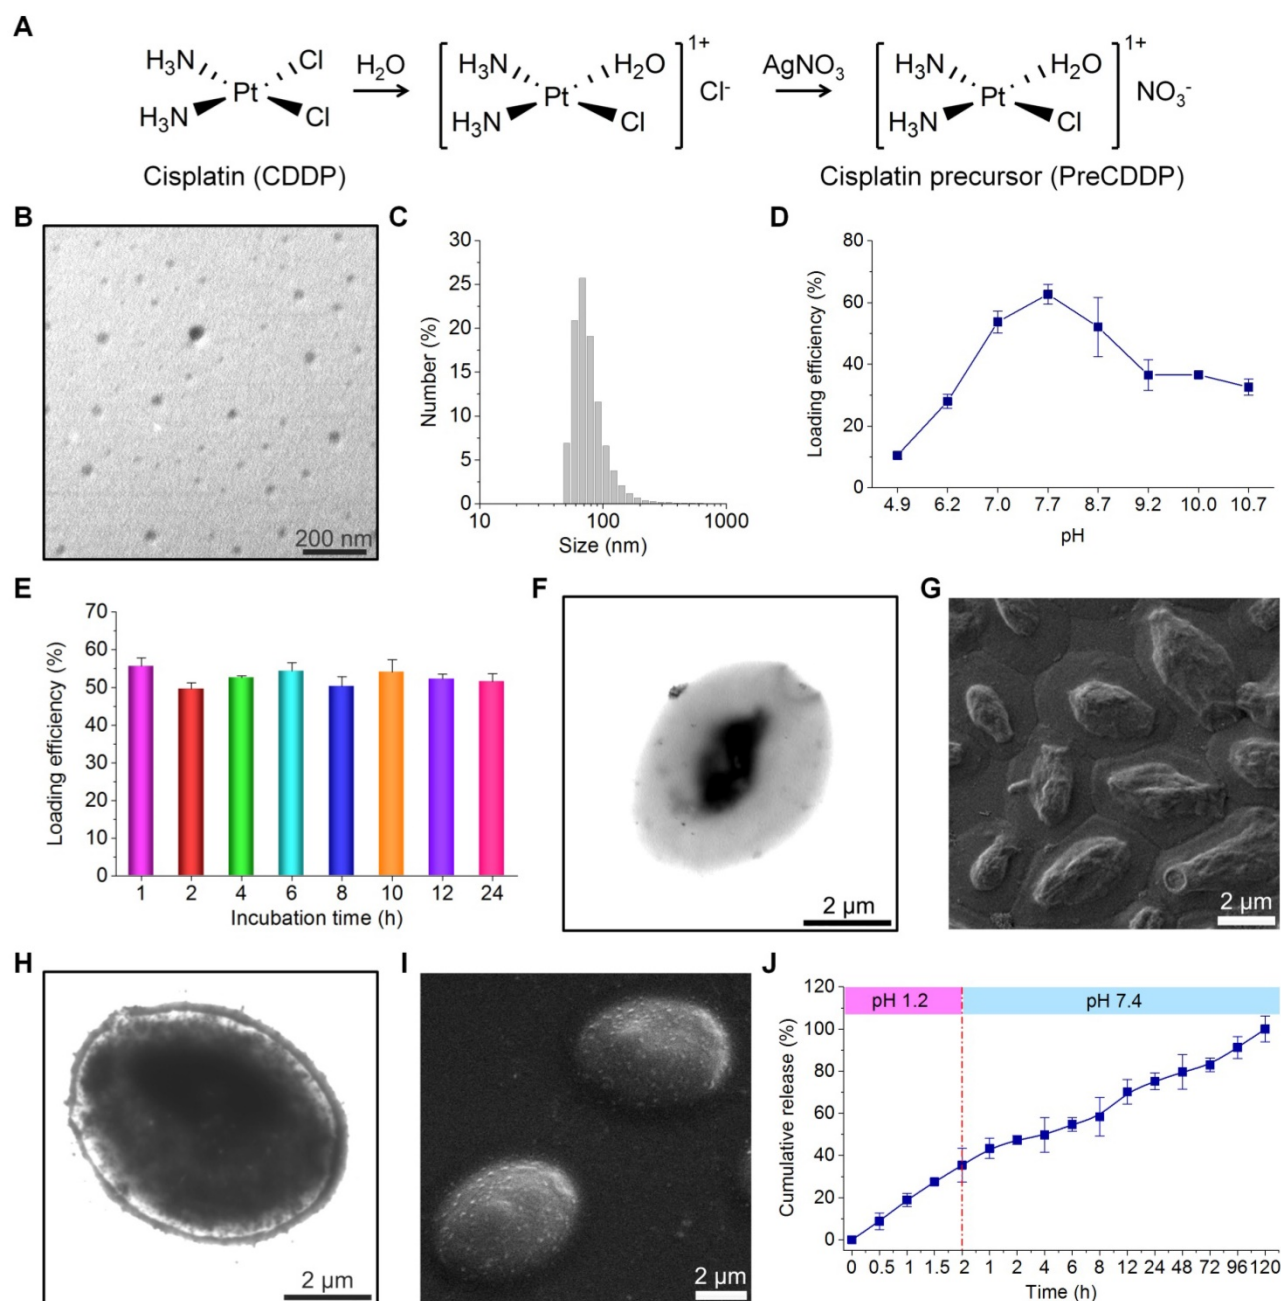 A
H3N
Cl
H3N
Pt
Cl
H2O
H3N
H2O
H3N
Pt
Cl
1+
Cl-
AgNO3
H3N
H2O
H3N
Pt
Cl
1+
NO3-
Cisplatin (CDDP)
Cisplatin precursor (PreCDDP)
B
200 nm
C
Number (%)
30
25
20
15
10
5
0
10 100 1000
Size (nm)
D
Loading efficiency (%)
80
60
40
20
0
4.9 6.2 7.0 7.7 8.7 9.2 10.0 10.7
pH
E
Loading efficiency (%)
70
60
50
40
30
20
10
0
1 2 4 6 8 10 12 24
Incubation time (h)
F
2 μm
G
2 μm
H
2 μm
I
2 μm
J
Cumulative release (%)
120
100
80
60
40
20
0
pH 1.2 pH 7.4
0 0.5 1 1.5 2 1 2 4 6 8 12 24 48 72 96 120
Time (h)